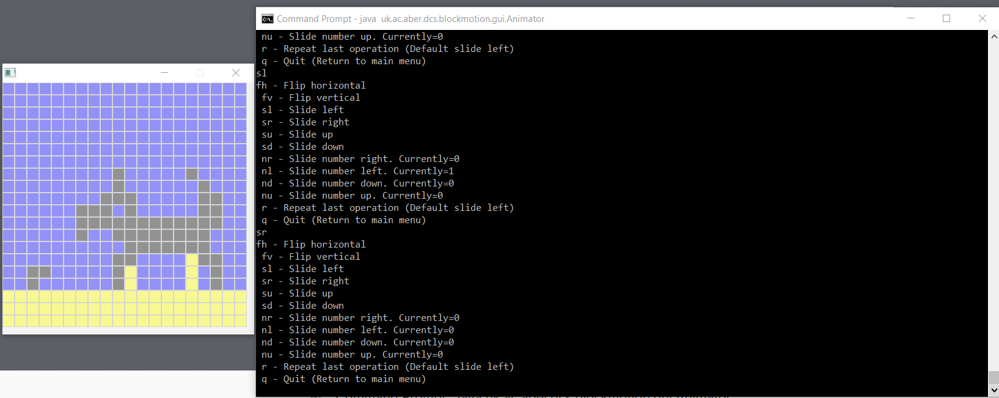 Command Prompt - java  uk.ac.aber.dcs.blockmotion.gui.Animator
nu - Slide number up. Currently=0
r - Repeat last operation (Default slide left)
q - Quit (Return to main menu)
sl
fh - Flip horizontal
fv - Flip vertical
sl - Slide left
sr - Slide right
su - Slide up
sd - Slide down
nr - Slide number right. Currently=0
nl - Slide number left. Currently=1
nd - Slide number down. Currently=0
nu - Slide number up. Currently=0
r - Repeat last operation (Default slide left)
q - Quit (Return to main menu)
sr
fh - Flip horizontal
fv - Flip vertical
sl - Slide left
sr - Slide right
su - Slide up
sd - Slide down
nr - Slide number right. Currently=0
nl - Slide number left. Currently=0
nd - Slide number down. Currently=0
nu - Slide number up. Currently=0
r - Repeat last operation (Default slide left)
q - Quit (Return to main menu)